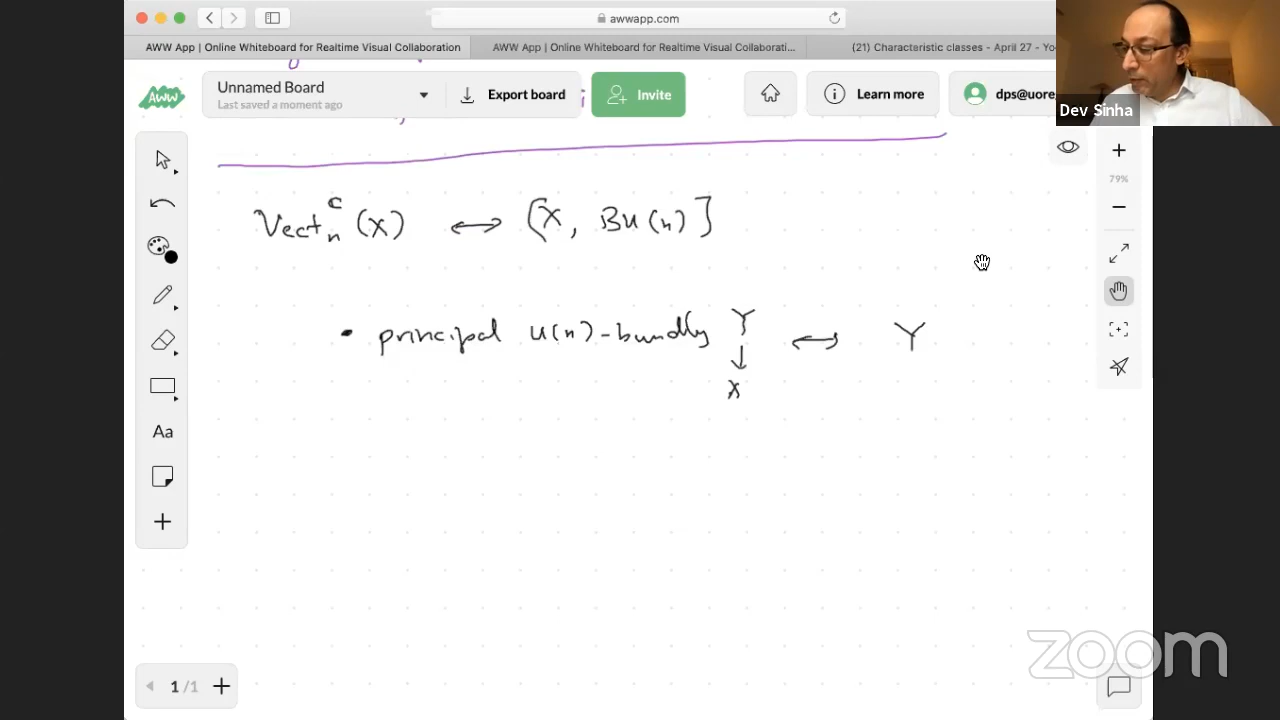 awwapp.com
AWW App | Online Whiteboard for Realtime Visual Collaboration
AWW App | Online Whiteboard for Realtime Visual Collaborati...
(21) Characteristic classes - April 27 - Yo
AWW
Unnamed Board
Last saved a moment ago
Export board
Invite
Learn more
dps@uore
Dev Sinha
79%
Vect_n^C (X) ↔ [X, BU(n)]
• principal U(n)-bundles Y ↔ Y
↓
X
Aa
1 /1
zoom